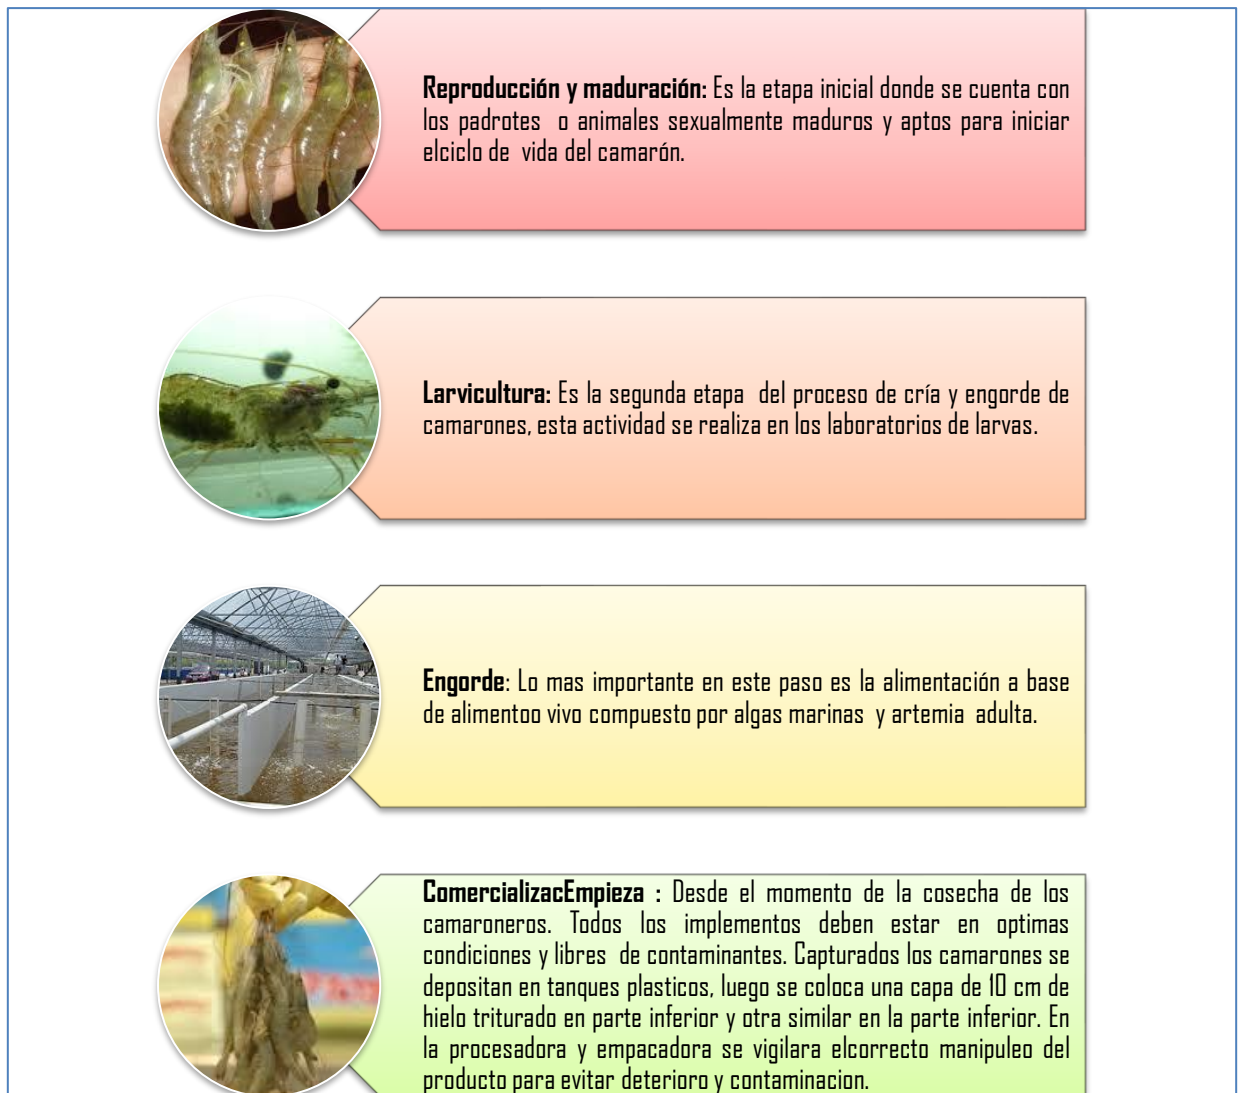 Reproducción y maduración: Es la etapa inicial donde se cuenta con
los padrotes o animales sexualmente maduros y aptos para iniciar
elciclo de vida del camarón.
Larvicultura: Es la segunda etapa del proceso de cría y engorde de
camarones, esta actividad se realiza en los laboratorios de larvas.
Engorde: Lo mas importante en este paso es la alimentación a base
de alimentoo vivo compuesto por algas marinas y artemia adulta.
ComercializacEmpieza : Desde el momento de la cosecha de los
camaroneros. Todos los implementos deben estar en optimas
condiciones y libres de contaminantes. Capturados los camarones se
depositan en tanques plasticos, luego se coloca una capa de 10 cm de
hielo triturado en parte inferior y otra similar en la parte inferior. En
la procesadora y empacadora se vigilara elcorrecto manipuleo del
producto para evitar deterioro y contaminacion.